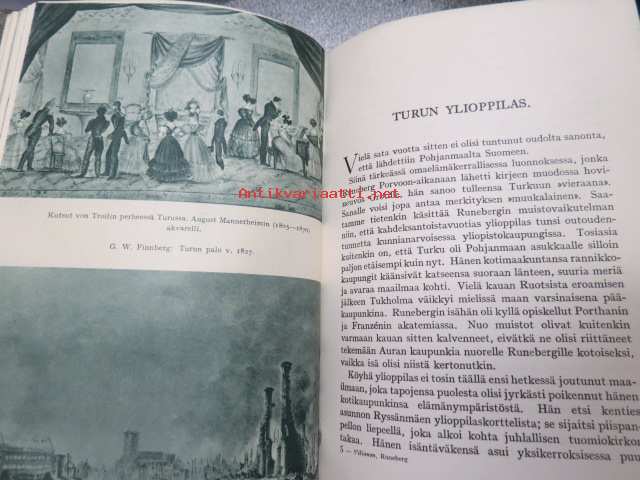 Kutsut von Troilin perheessä Turussa. August Mannerheimin (1805—1876)
akvarelli.
G. W. Finnberg: Turun palo v. 1827.
Antikvariaatti.net
TURUN YLIOPPILAS.
Vielä sata vuotta sitten ei olisi tuntunut oudolta sanonta,
että lähdettiin Pohjanmaalta Suomeen.
Siinä tärkeässä omaelämäkerrallisessa luonnoksessa, jonka
Runeberg Porvoon-aikanaan lähetti kirjeen muodossa hovi-
neuvos hän sanoo tulleensa Turkuun »vieraana»
Sanalle voisi jopa antaa merkityksen »muukalainen». Saa-
tamme tietenkin käsittää Runebergin muistovaikutelman
niin, että kahdeksantoistavuotias ylioppilas tunsi outouden-
tunnetta kunnianarvoisessa yliopistokaupungissa. Tosiasia
kuitenkin on, että Turku oli Pohjanmaan asukkaalle silloin
paljon etäisempi kuin nyt. Hänen kotimaakuntansa rannikko-
kaupungit käänsivät katseensa suoraan länteen, suuria meriä
ja avaraa maailmaa kohti. Vielä kauan Ruotsista eroamisen
jälkeen Tukholma väikkyi mielissä maan varsinaisena pää-
kaupunkina. Runebergin isähän oli kyllä opiskellut Porthanin
ja Franzénin akatemiassa. Nuo muistot olivat kuitenkin
varmaan kauan sitten kalvenneet, eivätkä ne olisi riittäneet
tekemään Auran kaupunkia nuorelle Runebergille kotoiseksi,
vaikka isä olisi niistä kertonutkin.
Köyhä ylioppilas ei tosin täällä ensi hetkessä joutunut maa-
ilmaan, joka tapojensa puolesta olisi jyrkästi poikennut hänen
kotikaupunkinsa elämänympäristöstä. Hän etsi kenties
asunnon Ryssänmäen ylioppilaskorttelista; se sijaitsi piispan-
pellon liepeellä, joka alkoi kohta juhlallisen tuomiokirkon
takaa. Hänen isäntäväkensä asui yksikerroksisessa puu
5 — Viljanen, Runeberg